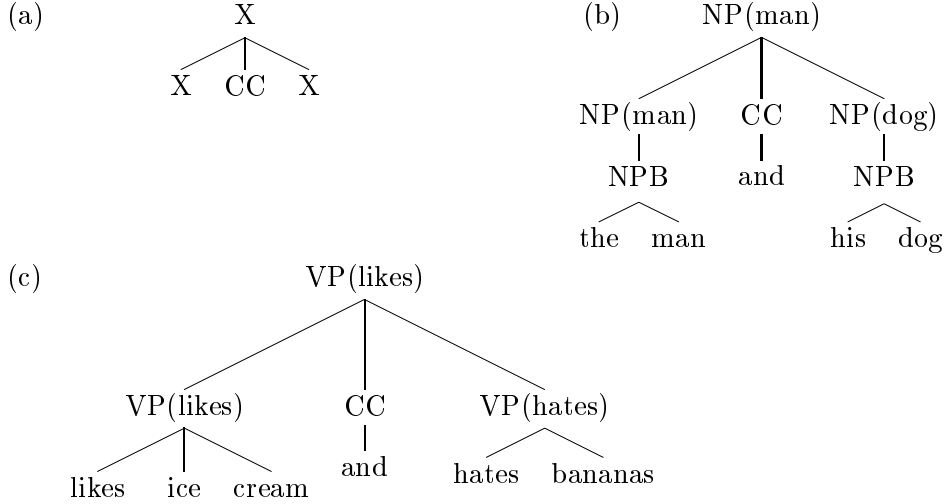 (a) X
X CC X
(b) NP(man)
NP(man) CC NP(dog)
NPB and NPB
the man his dog
(c) VP(likes)
VP(likes) CC VP(hates)
likes ice cream and hates bananas